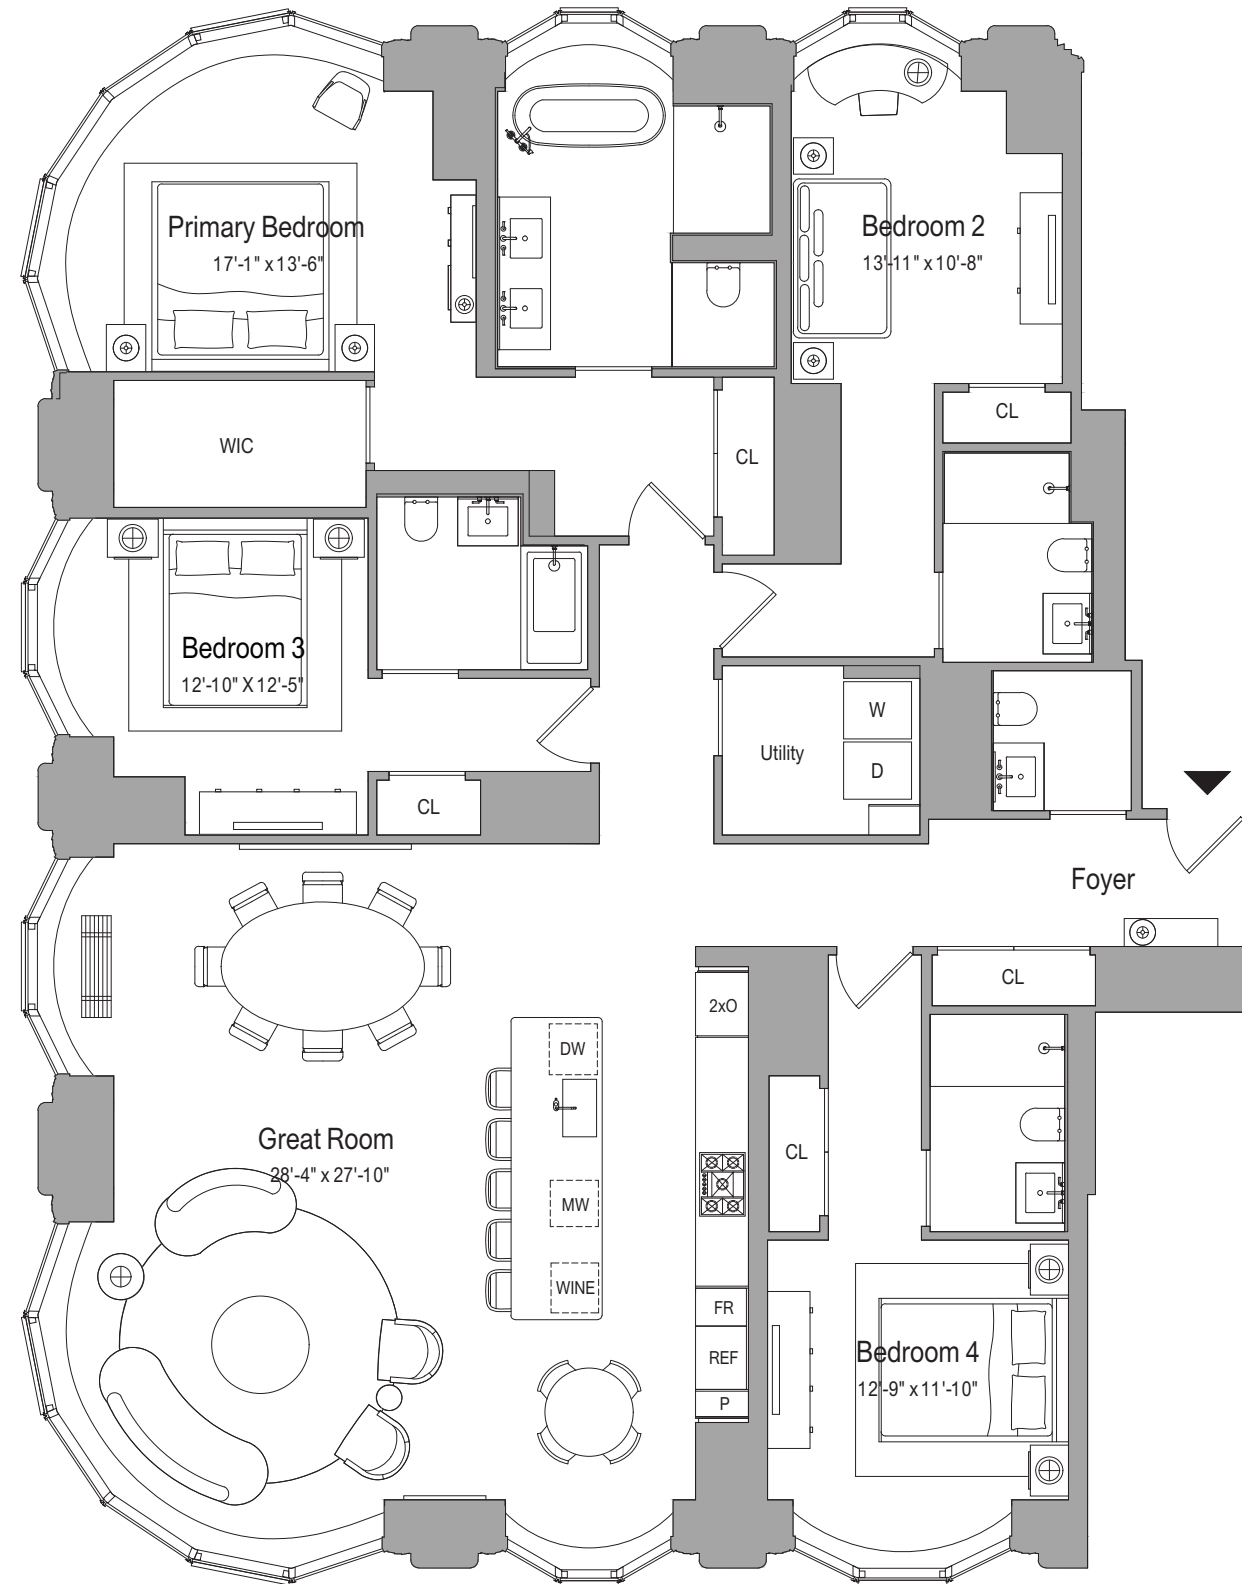 Primary Bedroom
17'-1" x 13'-6"
Bedroom 2
13'-11" x 10'-8"
CL
WIC
CL
Bedroom 3
12'-10" X 12'-5"
W
Utility
D
CL
Foyer
CL
2xO
DW
Great Room
28'-4" x 27'-10"
CL
MW
WINE
FR
REF
P
Bedroom 4
12'-9" x 11'-10"